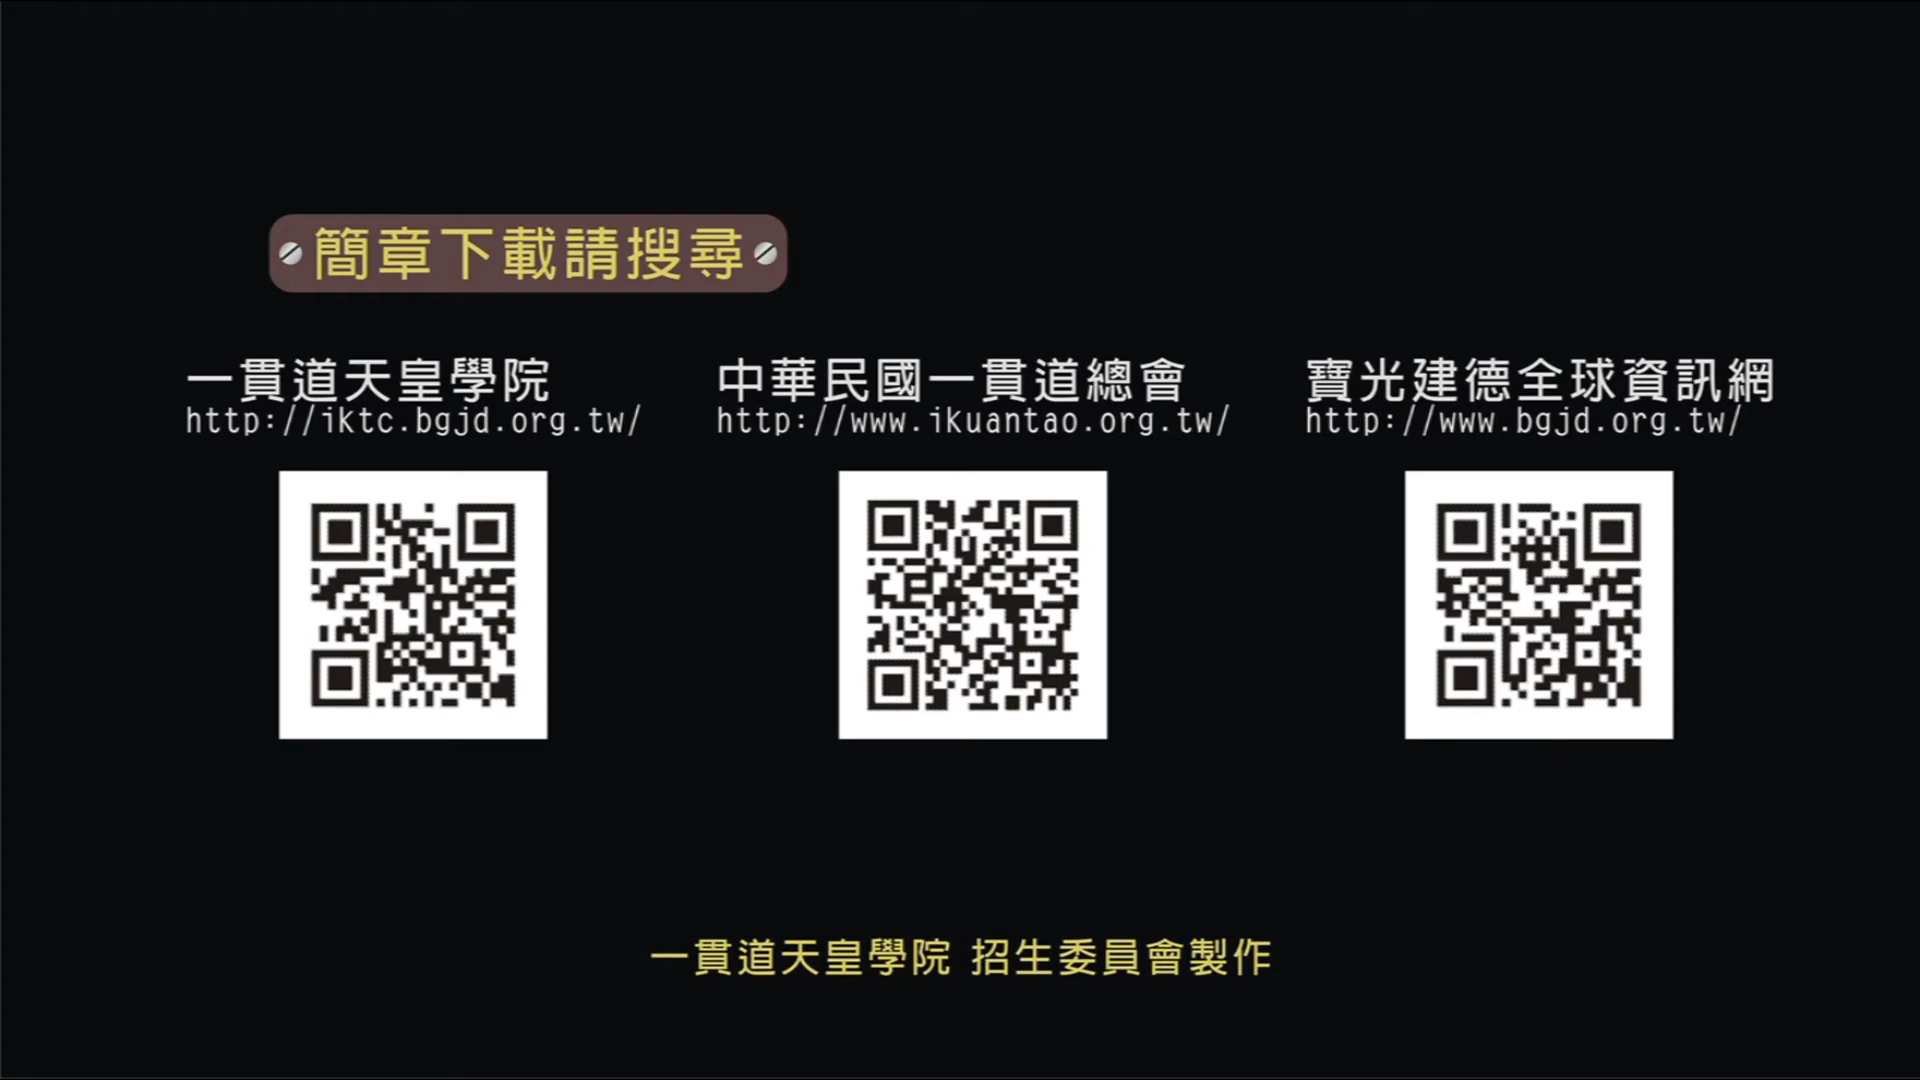 簡章下載請搜尋
一貫道天皇學院
http://iktc.bgjd.org.tw/
中華民國一貫道總會
http://www.ikuantao.org.tw/
寶光建德全球資訊網
http://www.bgjd.org.tw/
一貫道天皇學院 招生委員會製作